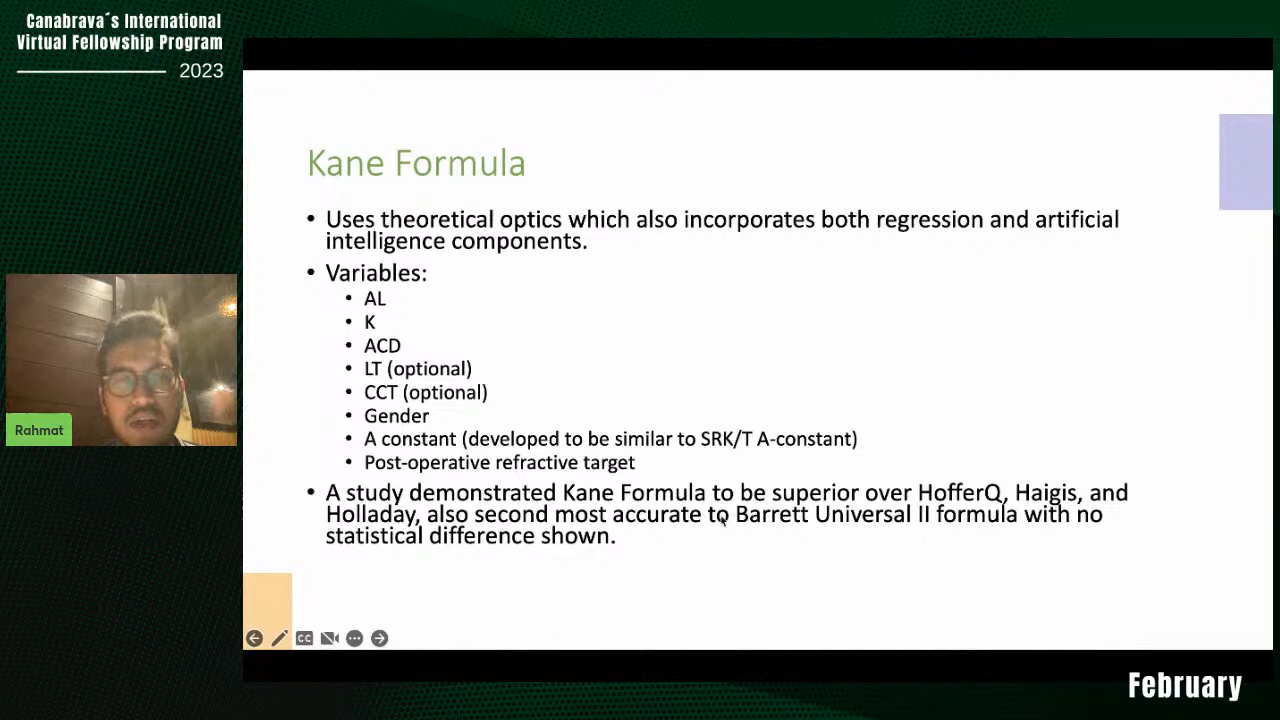 Canabrava´s International
Virtual Fellowship Program
2023
Kane Formula
• Uses theoretical optics which also incorporates both regression and artificial
intelligence components.
• Variables:
• AL
• K
• ACD
• LT (optional)
• CCT (optional)
• Gender
• A constant (developed to be similar to SRK/T A-constant)
• Post-operative refractive target
• A study demonstrated Kane Formula to be superior over HofferQ, Haigis, and
Holladay, also second most accurate to Barrett Universal II formula with no
statistical difference shown.
Rahmat
CC
February